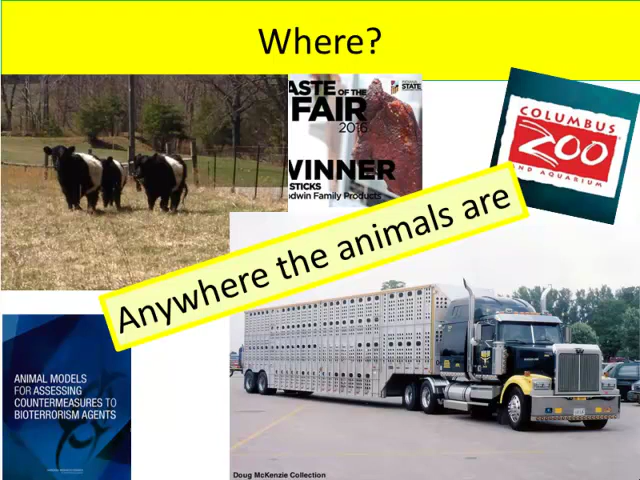 Where?
ASTE OF THE
FAIR
2016
STATE
WINNER
STICKS
dwin Family Products
COLUMBUS
ZOO
AND AQUARIUM
Anywhere the animals are
ANIMAL MODELS
FOR ASSESSING
COUNTERMEASURES TO
BIOTERRORISM AGENTS
Doug McKenzie Collection